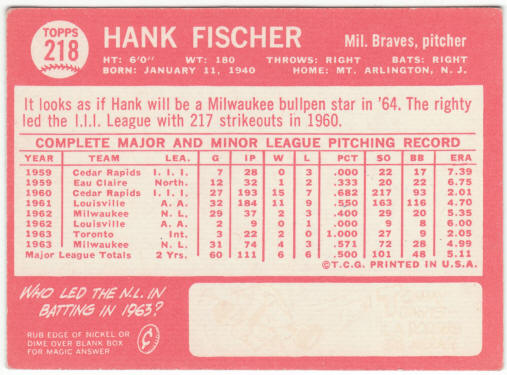 TOPPS
218
HANK FISCHER Mil. Braves, pitcher
HT: 6'0" WT: 180 THROWS: RIGHT BATS: RIGHT
BORN: JANUARY 11, 1940 HOME: MT. ARLINGTON, N. J.
It looks as if Hank will be a Milwaukee bullpen star in '64. The righty
led the I.I.I. League with 217 strikeouts in 1960.
COMPLETE MAJOR AND MINOR LEAGUE PITCHING RECORD
YEAR TEAM LEA. G IP W L PCT SO BB ERA
1959 Cedar Rapids I. I. I. 7 28 0 3 .000 22 17 7.39
1959 Eau Claire North. 12 32 1 2 .333 20 22 6.75
1960 Cedar Rapids I. I. I. 27 193 15 7 .682 217 93 2.01
1961 Louisville A. A. 32 184 11 9 .550 163 116 4.70
1962 Milwaukee N. L. 29 37 2 3 .400 29 20 5.35
1962 Louisville A. A. 2 9 0 1 .000 9 8 6.00
1963 Toronto Int. 3 22 2 0 1.000 27 9 2.05
1963 Milwaukee N. L. 31 74 4 3 .571 72 28 4.99
Major League Totals 2 Yrs. 60 111 6 6 .500 101 48 5.11
©T.C.G. PRINTED IN U.S.A.
WHO LED THE N.L. IN
BATTING IN 1963?
RUB EDGE OF NICKEL OR
DIME OVER BLANK BOX
FOR MAGIC ANSWER